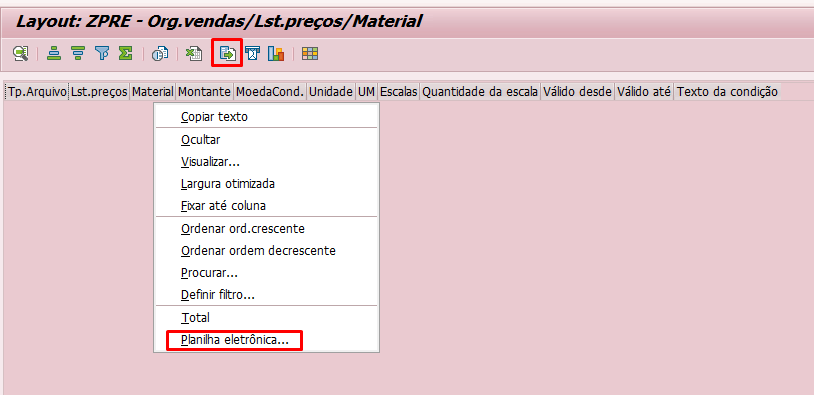 Layout: ZPRE - Org.vendas/Lst.preços/Material
Tp.Arquivo Lst.preços Material Montante MoedaCond. Unidade UM Escalas Quantidade da escala Válido desde Válido até Texto da condição
Copiar texto
Ocultar
Visualizar...
Largura otimizada
Fixar até coluna
Ordenar ord.crescente
Ordenar ordem decrescente
Procurar...
Definir filtro...
Total
Planilha eletrônica...